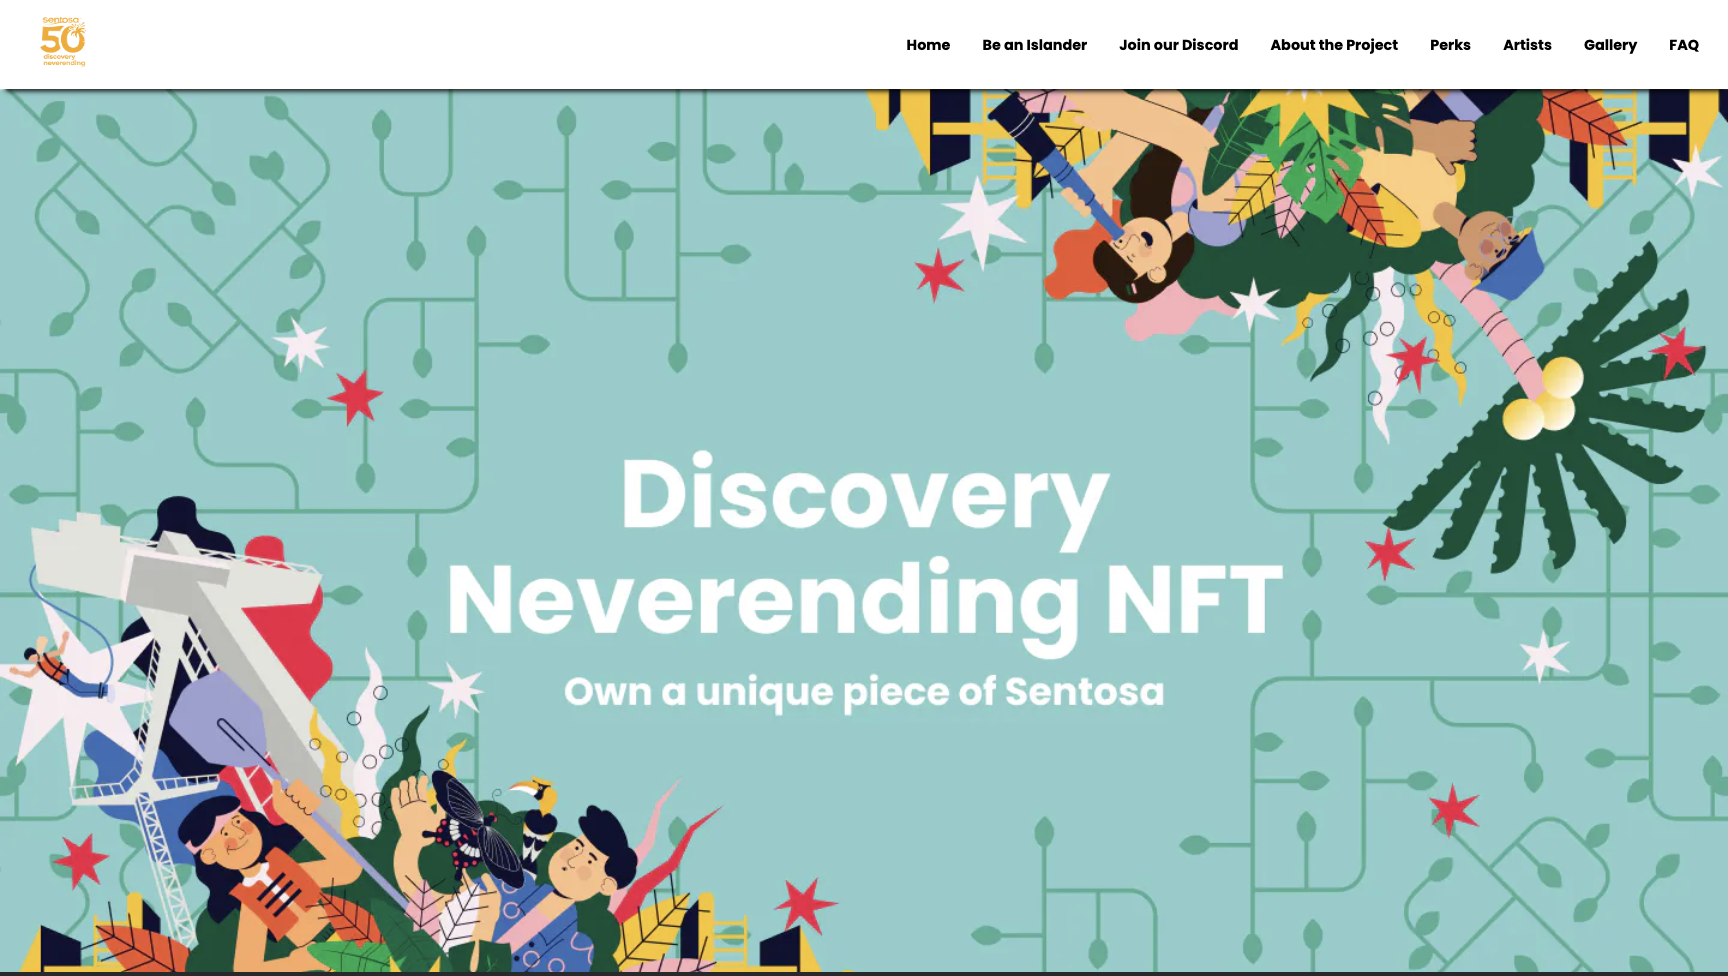 sentosa
50
discovery
neverending
Home
Be an Islander
Join our Discord
About the Project
Perks
Artists
Gallery
FAQ
Discovery
Neverending NFT
Own a unique piece of Sentosa